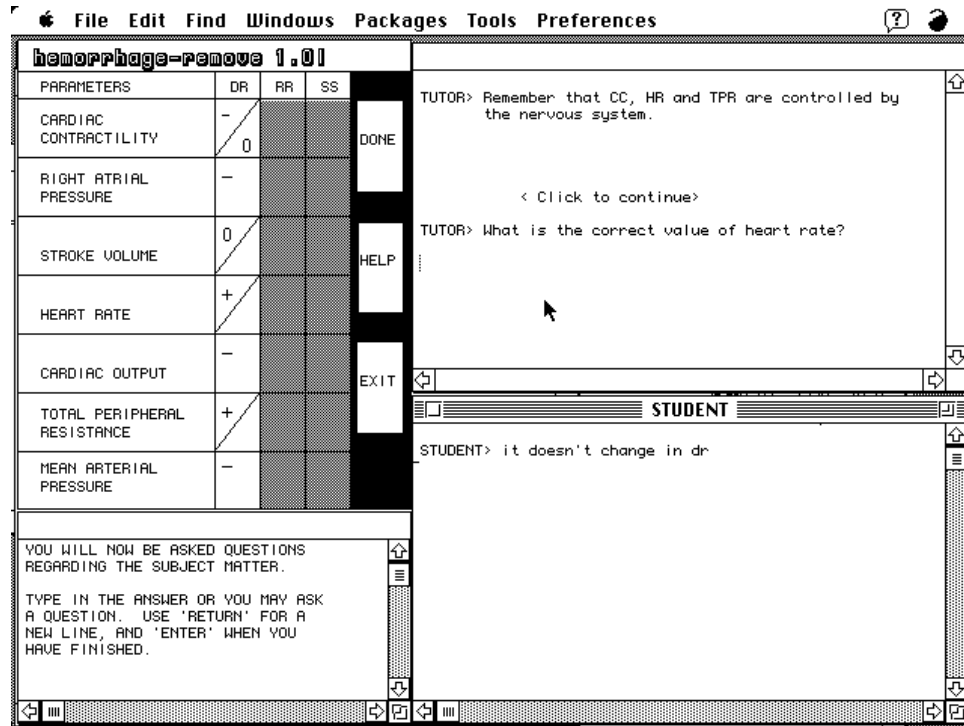 File Edit Find Windows Packages Tools Preferences
?
hemorrhage-remove 1.01
PARAMETERS DR RR SS
CARDIAC
CONTRACTILITY
- / 0
RIGHT ATRIAL
PRESSURE
-
STROKE VOLUME
0 /
HEART RATE
+ /
CARDIAC OUTPUT
-
TOTAL PERIPHERAL
RESISTANCE
+ /
MEAN ARTERIAL
PRESSURE
-
DONE
HELP
EXIT
TUTOR> Remember that CC, HR and TPR are controlled by
the nervous system.
< Click to continue>
TUTOR> What is the correct value of heart rate?
STUDENT
STUDENT> it doesn't change in dr
YOU WILL NOW BE ASKED QUESTIONS
REGARDING THE SUBJECT MATTER.
TYPE IN THE ANSWER OR YOU MAY ASK
A QUESTION. USE 'RETURN' FOR A
NEW LINE, AND 'ENTER' WHEN YOU
HAVE FINISHED.